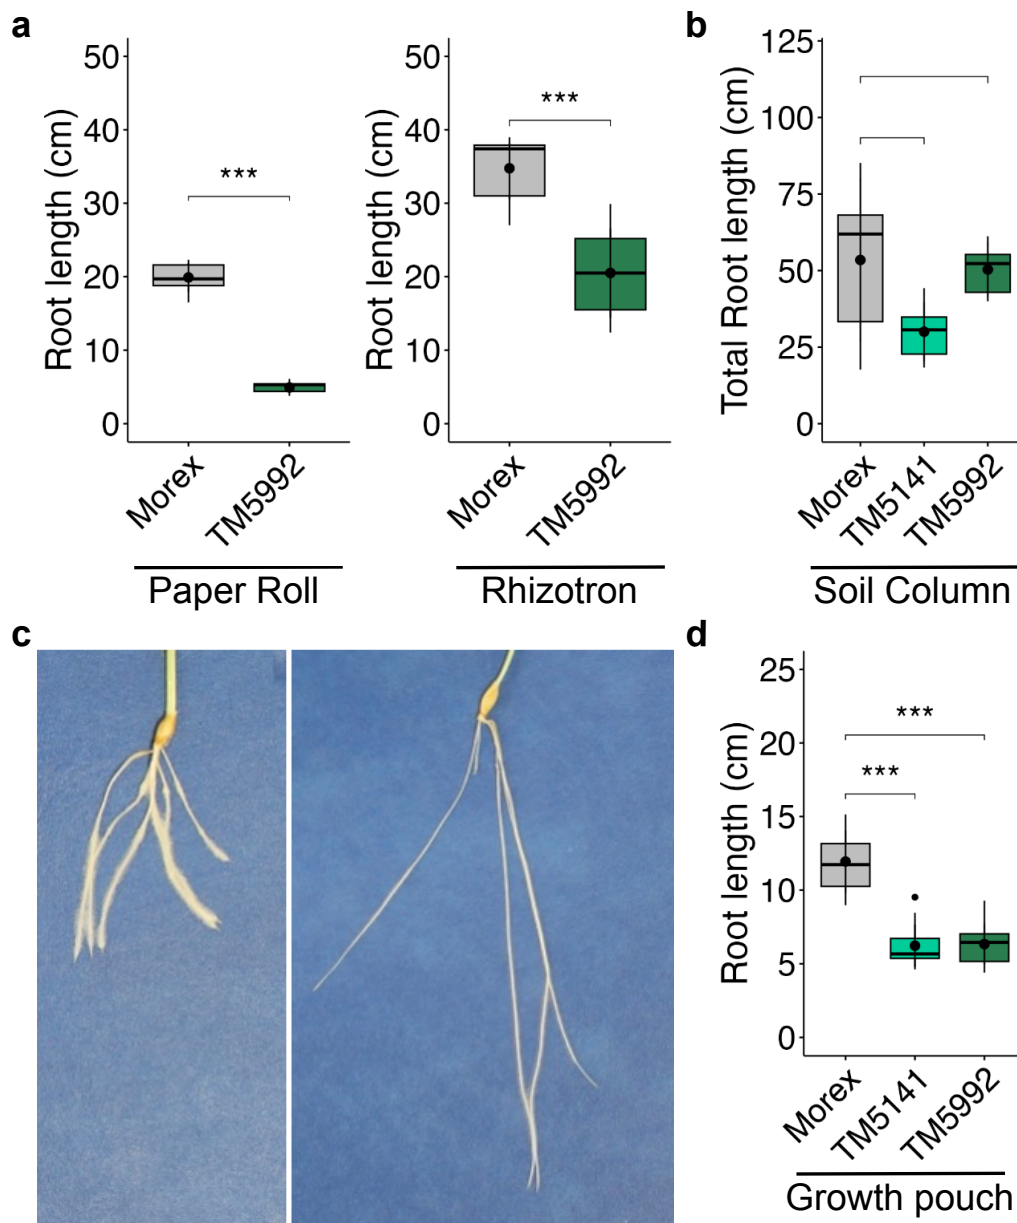 a
50
40
30
20
10
0
Root length (cm)
***
Morex
TM5992
Paper Roll
50
40
30
20
10
0
Root length (cm)
***
Morex
TM5992
Rhizotron
b
125
100
75
50
25
0
Total Root length (cm)
Morex
TM5141
TM5992
Soil Column
c
d
25
20
15
10
5
0
Root length (cm)
***
***
Morex
TM5141
TM5992
Growth pouch